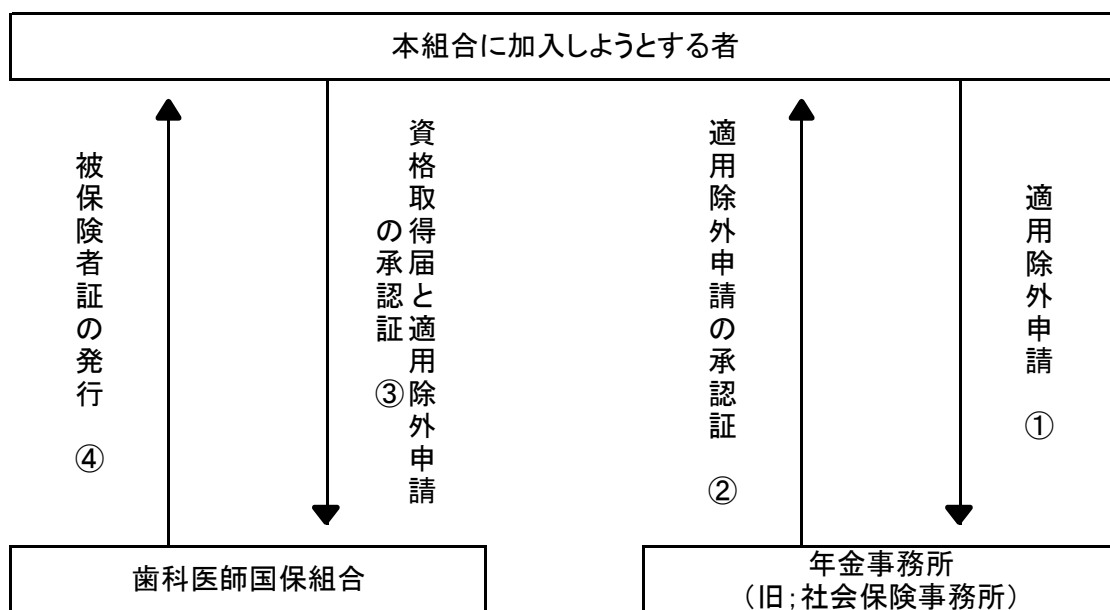 本組合に加入しようとする者
適用除外申請 ①
適用除外申請の承認証 ②
資格取得届と適用除外申請
の承認証 ③
被保険者証の発行 ④
歯科医師国保組合
年金事務所
（旧；社会保険事務所）